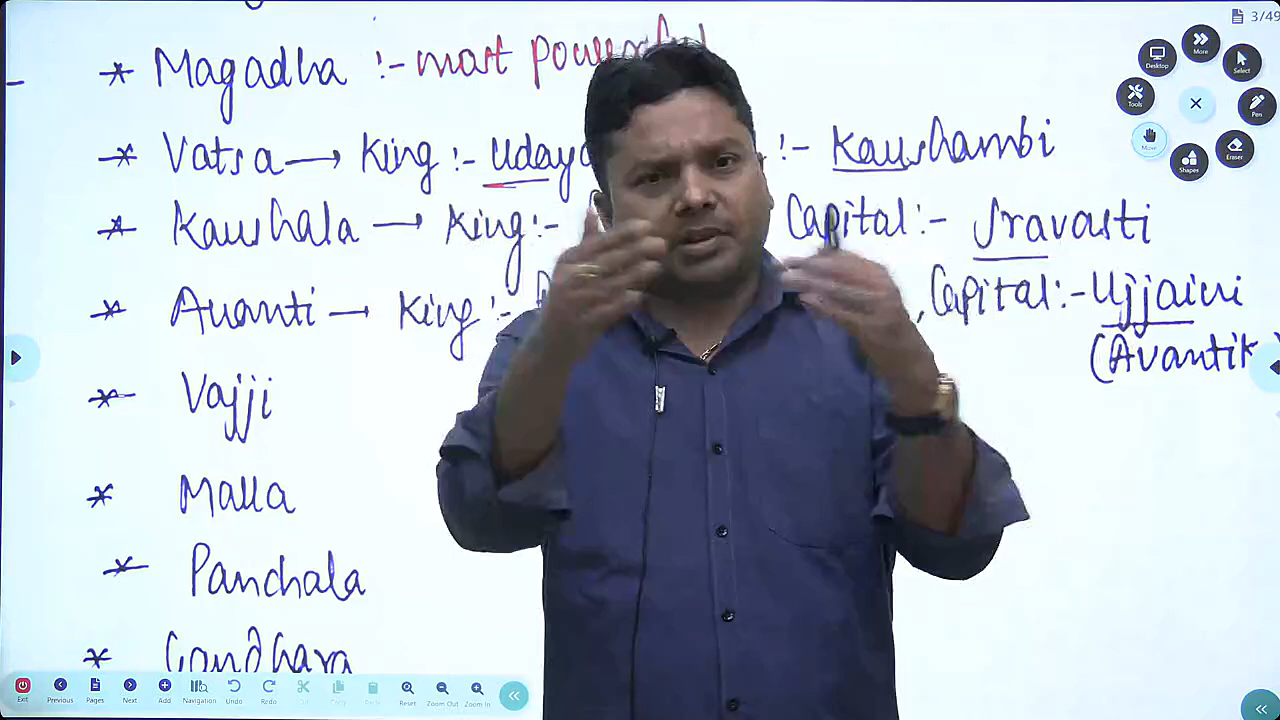 3/49
* Magadha :- most powerful
* Vatsa → King :- Uday :- Kaushambi
* Kaushala → King :- Capital :- Sravasti
* Avanti → King :- , Capital :- Ujjaini
(Avantik
* Vajji
* Malla
* Panchala
* Gandhara
Desktop
More
Select
Tools
Pen
Move
Shapes
Eraser
Exit
Previous
Pages
Next
Add
Navigation
Undo
Redo
Reset
Zoom Out
Zoom In